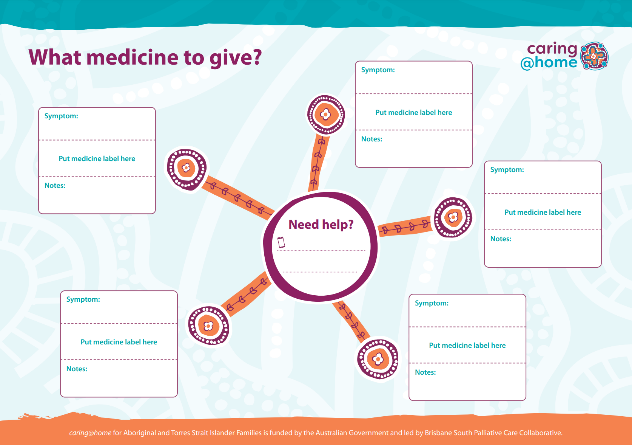 What medicine to give?
caring
@home
Symptom:
Put medicine label here
Notes:
Symptom:
Put medicine label here
Notes:
Symptom:
Put medicine label here
Notes:
Need help?
Symptom:
Put medicine label here
Notes:
Symptom:
Put medicine label here
Notes:
caring@home for Aboriginal and Torres Strait Islander Families is funded by the Australian Government and led by Brisbane South Palliative Care Collaborative.